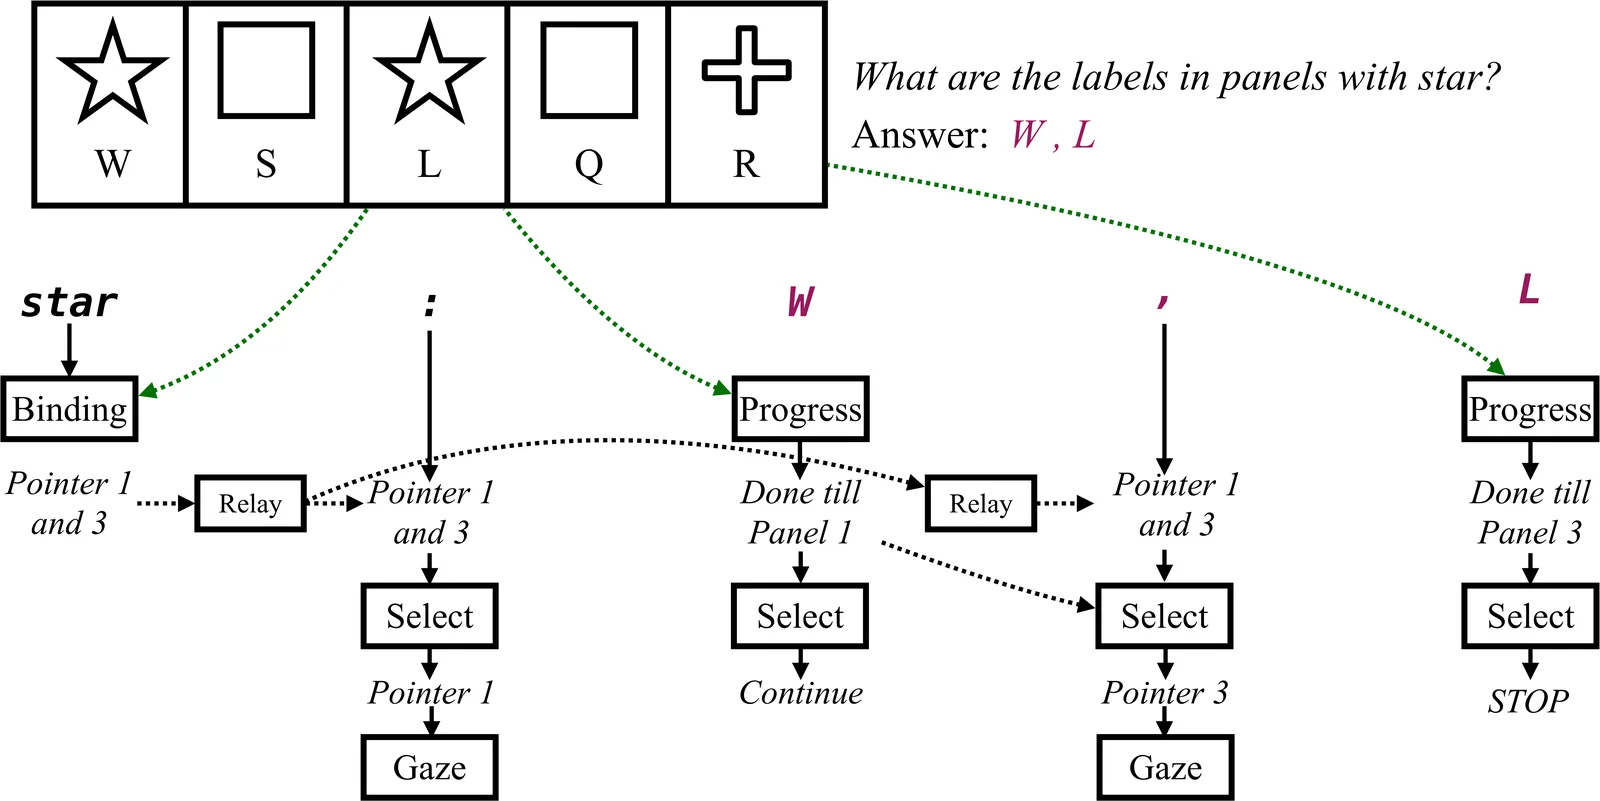 W S L Q R
What are the labels in panels with star?
Answer: W , L
star : W , L
Binding Progress Progress
Pointer 1
and 3
Relay
Pointer 1
and 3
Done till
Panel 1
Relay
Pointer 1
and 3
Done till
Panel 3
Select Select Select Select
Pointer 1 Continue Pointer 3 STOP
Gaze Gaze